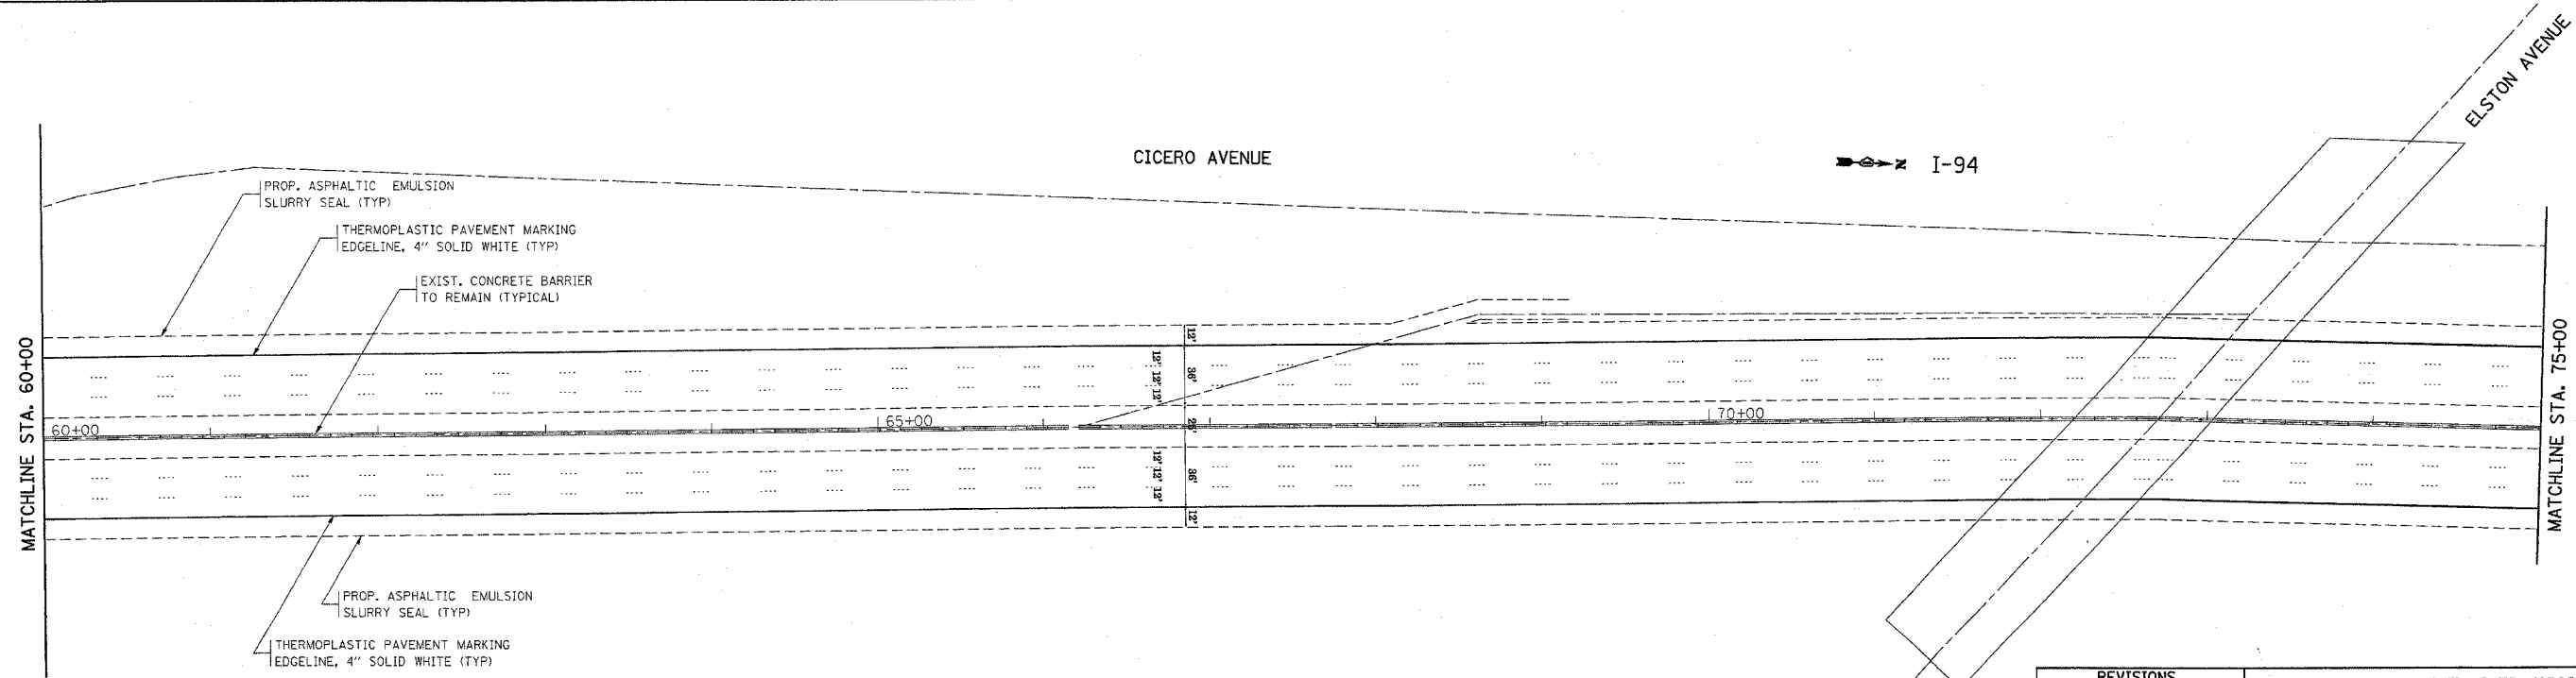 ELSTON AVENUE
CICERO AVENUE
N I-94
PROP. ASPHALTIC EMULSION
SLURRY SEAL (TYP)
THERMOPLASTIC PAVEMENT MARKING
EDGELINE, 4" SOLID WHITE (TYP)
EXIST. CONCRETE BARRIER
TO REMAIN (TYPICAL)
MATCHLINE STA. 60+00
MATCHLINE STA. 75+00
12'
12' 12' 12'
36'
60+00
65+00
70+00
12' 12' 12'
36'
12'
PROP. ASPHALTIC EMULSION
SLURRY SEAL (TYP)
THERMOPLASTIC PAVEMENT MARKING
EDGELINE, 4" SOLID WHITE (TYP)
REVISIONS